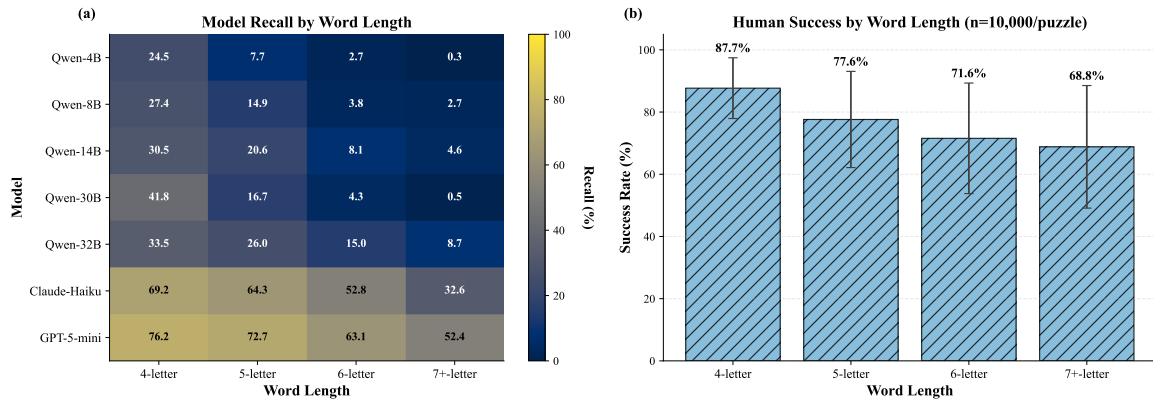 (a)
Model Recall by Word Length
Model
Qwen-4B 24.5 7.7 2.7 0.3
Qwen-8B 27.4 14.9 3.8 2.7
Qwen-14B 30.5 20.6 8.1 4.6
Qwen-30B 41.8 16.7 4.3 0.5
Qwen-32B 33.5 26.0 15.0 8.7
Claude-Haiku 69.2 64.3 52.8 32.6
GPT-5-mini 76.2 72.7 63.1 52.4
4-letter 5-letter 6-letter 7+-letter
Word Length
100
80
60
40
20
0
Recall (%)
(b)
Human Success by Word Length (n=10,000/puzzle)
Success Rate (%)
100
80
60
40
20
0
87.7%
77.6%
71.6%
68.8%
4-letter 5-letter 6-letter 7+-letter
Word Length